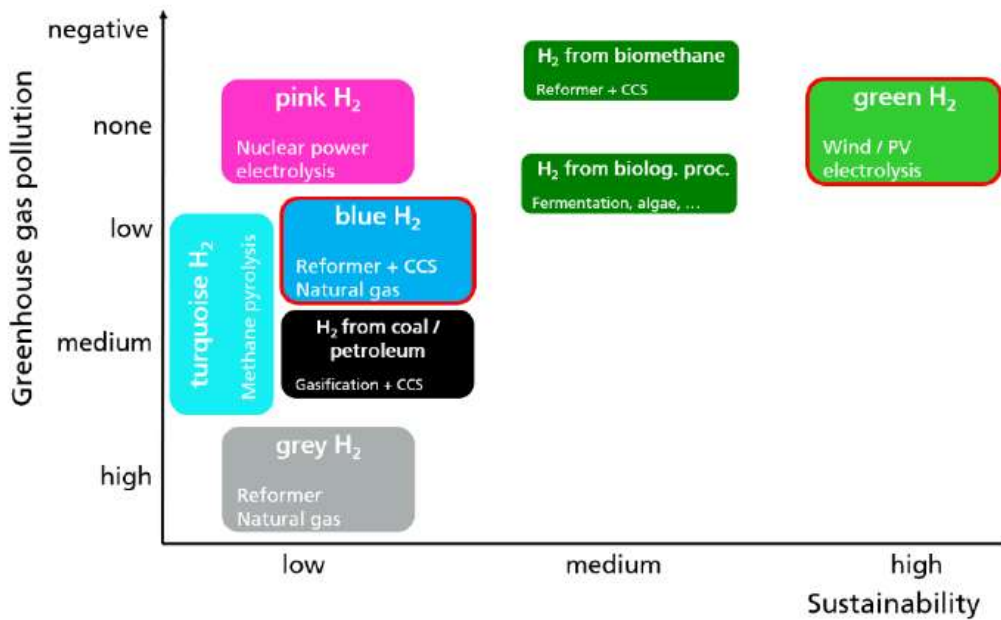 Greenhouse gas pollution
negative
none
low
medium
high
pink H₂
Nuclear power
electrolysis
H₂ from biomethane
Reformer + CCS
green H₂
Wind / PV
electrolysis
H₂ from biolog. proc.
Fermentation, algae, ...
turquoise H₂
Methane pyrolysis
blue H₂
Reformer + CCS
Natural gas
H₂ from coal /
petroleum
Gasification + CCS
grey H₂
Reformer
Natural gas
low
medium
high
Sustainability